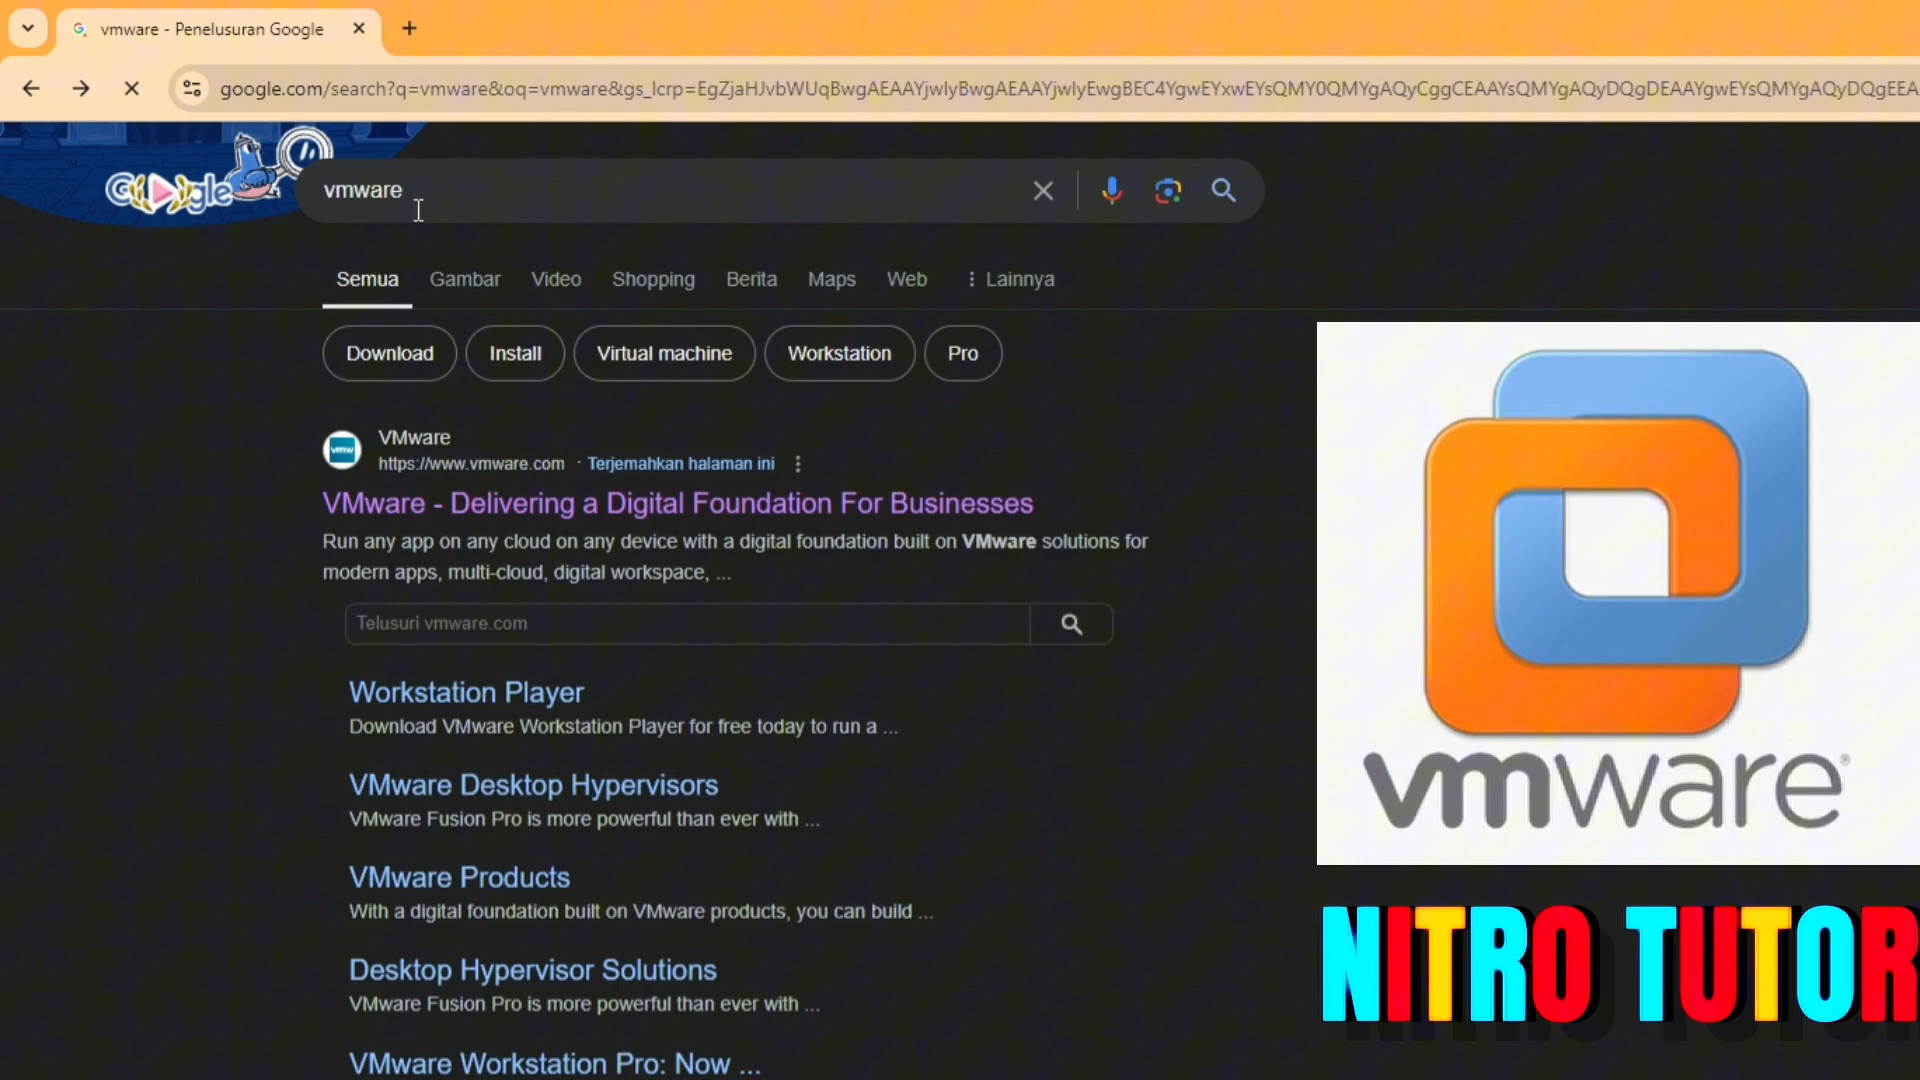 vmware - Penelusuran Google
google.com/search?q=vmware&oq=vmware&gs_lcrp=EgZjaHJvbWUqBwgAEAAYjwIyBwgAEAAYjwIyEwgBEC4YgwEYxwEYsQMY0QMYgAQyCggCEAAYsQMYgAQyDQgDEAAYgwEYsQMYgAQyDQgEEA
Google
vmware
Semua Gambar Video Shopping Berita Maps Web Lainnya
Download Install Virtual machine Workstation Pro
vmw
VMware
https://www.vmware.com · Terjemahkan halaman ini
VMware - Delivering a Digital Foundation For Businesses
Run any app on any cloud on any device with a digital foundation built on VMware solutions for
modern apps, multi-cloud, digital workspace, ...
Telusuri vmware.com
Workstation Player
Download VMware Workstation Player for free today to run a ...
VMware Desktop Hypervisors
VMware Fusion Pro is more powerful than ever with ...
VMware Products
With a digital foundation built on VMware products, you can build ...
Desktop Hypervisor Solutions
VMware Fusion Pro is more powerful than ever with ...
VMware Workstation Pro: Now ...
vmware®
NITRO TUTOR